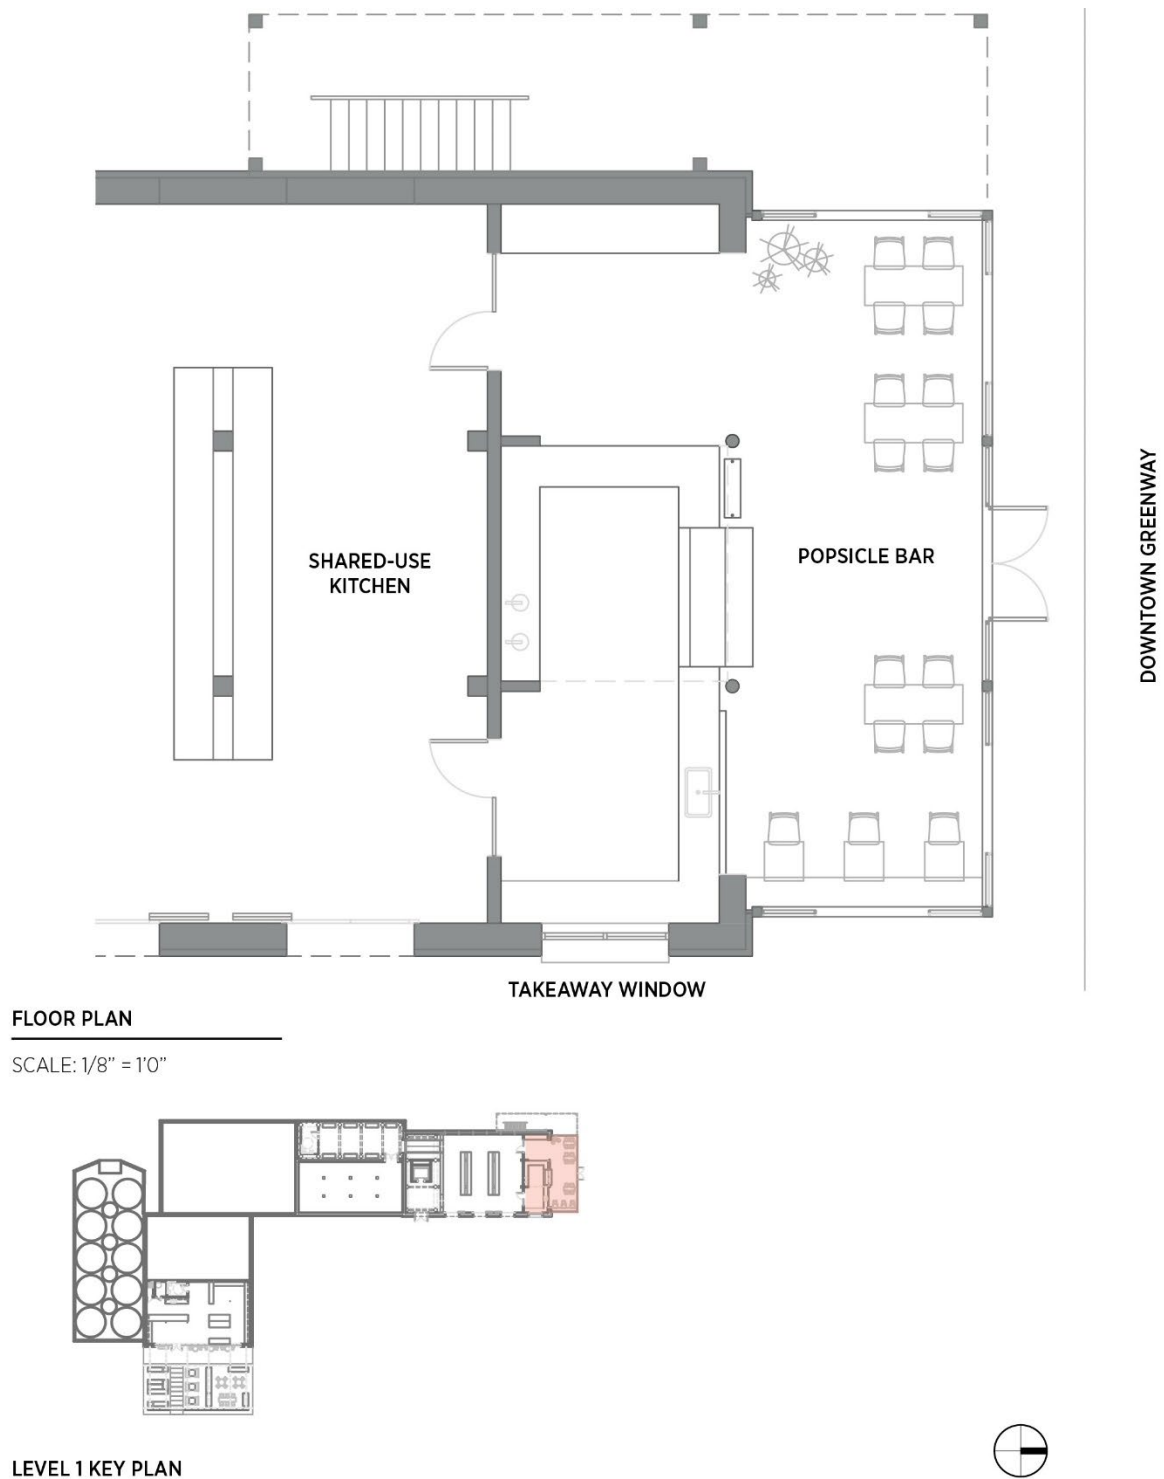 SHARED-USE
KITCHEN
POPSICLE BAR
DOWNTOWN GREENWAY
TAKEAWAY WINDOW
FLOOR PLAN
SCALE: 1/8” = 1’0”
LEVEL 1 KEY PLAN